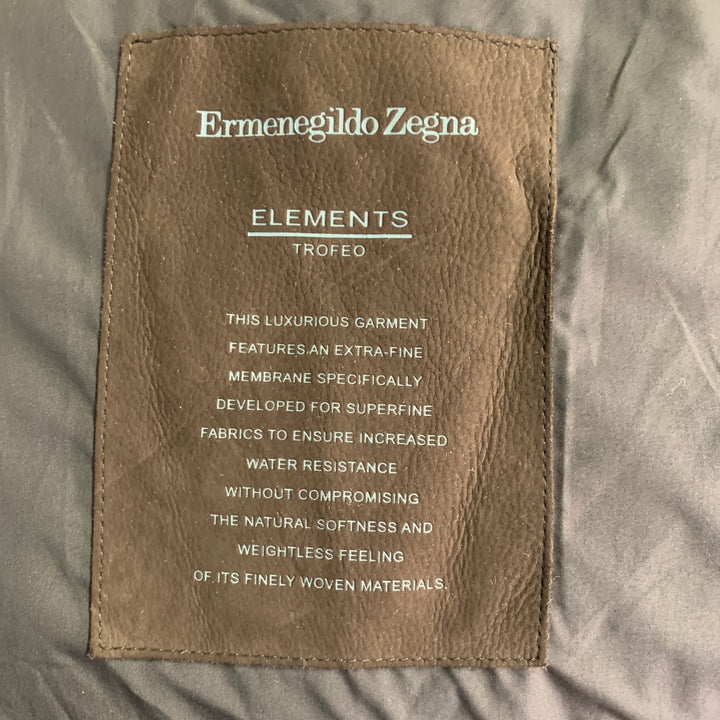 Ermenegildo Zegna
ELEMENTS
TROFEO
THIS LUXURIOUS GARMENT
FEATURES AN EXTRA-FINE
MEMBRANE SPECIFICALLY
DEVELOPED FOR SUPERFINE
FABRICS TO ENSURE INCREASED
WATER RESISTANCE
WITHOUT COMPROMISING
THE NATURAL SOFTNESS AND
WEIGHTLESS FEELING
OF ITS FINELY WOVEN MATERIALS.